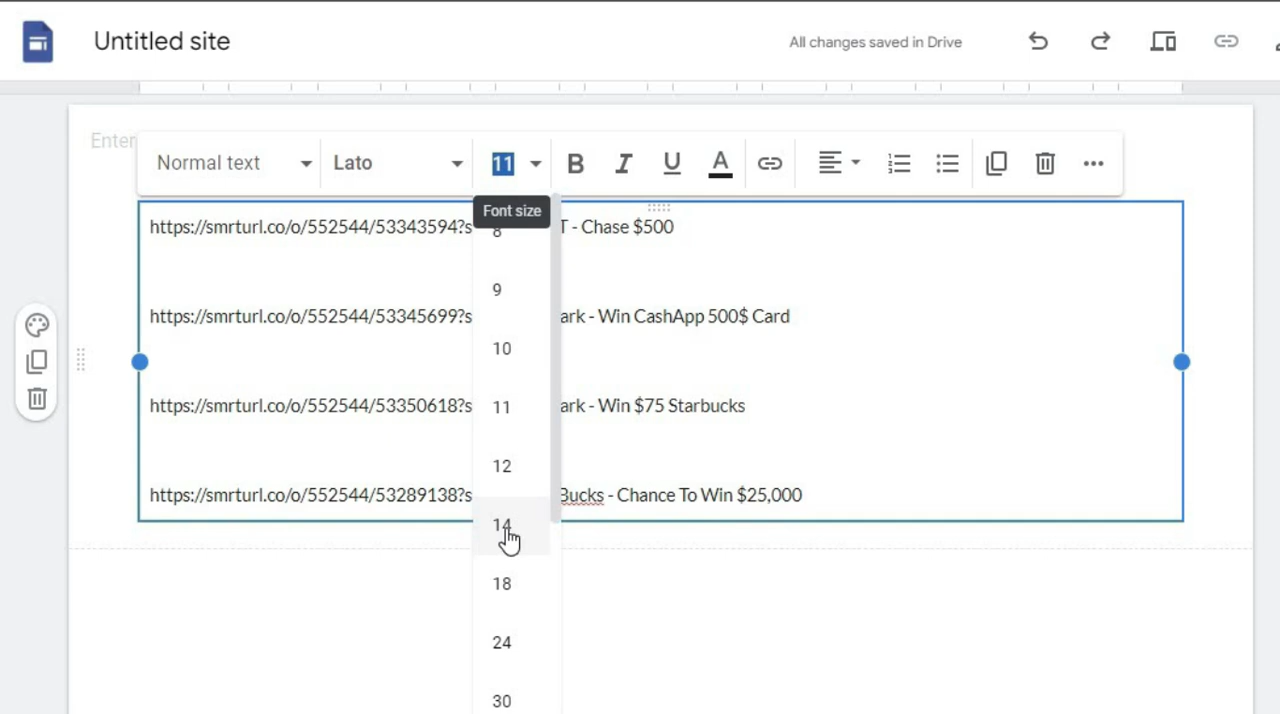 Untitled site
All changes saved in Drive
Enter
Normal text Lato 11 B I U A
Font size
https://smrturl.co/o/552544/53343594?s T - Chase $500
8
9
https://smrturl.co/o/552544/53345699?s ark - Win CashApp 500$ Card
10
https://smrturl.co/o/552544/53350618?s ark - Win $75 Starbucks
11
12
https://smrturl.co/o/552544/53289138?s Bucks - Chance To Win $25,000
14
18
24
30